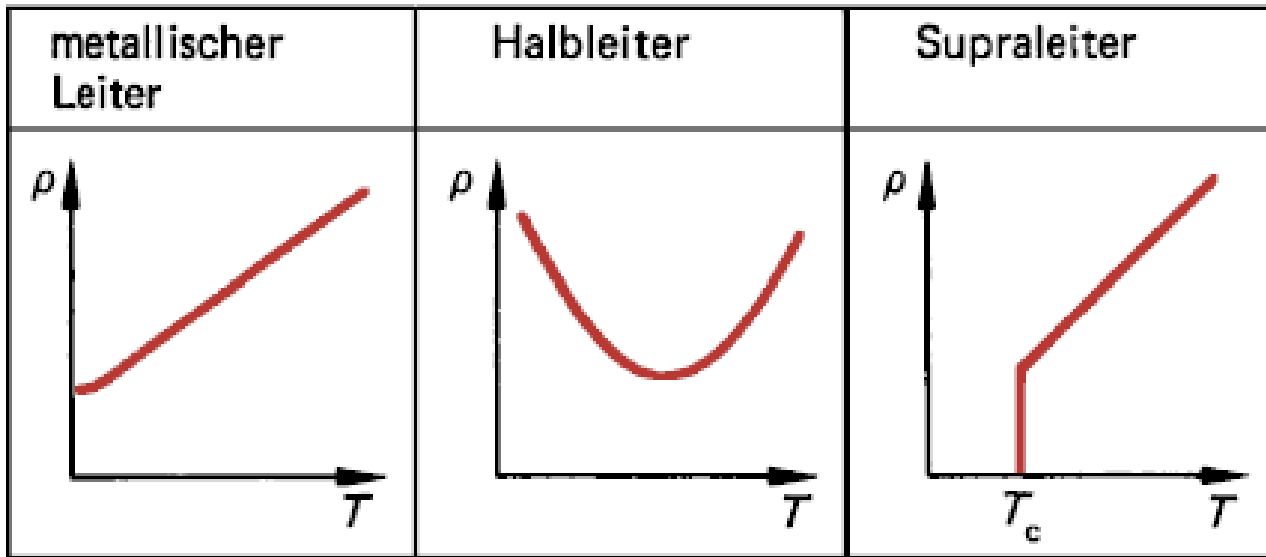 metallischer
Leiter
Halbleiter
Supraleiter
ρ
T
ρ
T
ρ
T_c
T